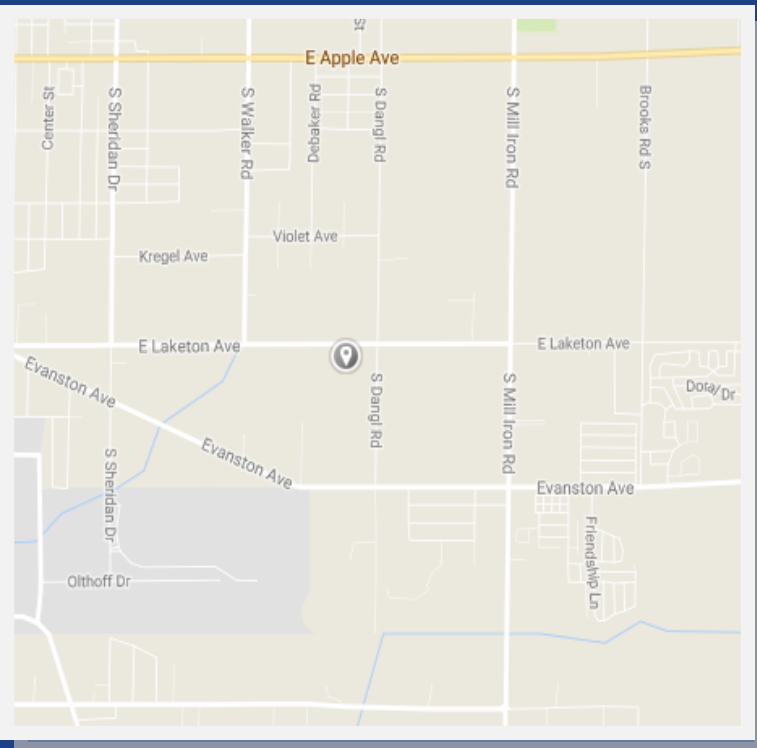 St
E Apple Ave
Center St
S Sheridan Dr
S Walker Rd
Debaker Rd
S Dangl Rd
S Mill Iron Rd
Brooks Rd S
Violet Ave
Kregel Ave
E Laketon Ave
E Laketon Ave
Evanston Ave
S Dangl Rd
S Mill Iron Rd
Doral Dr
S Sheridan Dr
Evanston Ave
Evanston Ave
Friendship Ln
Olthoff Dr